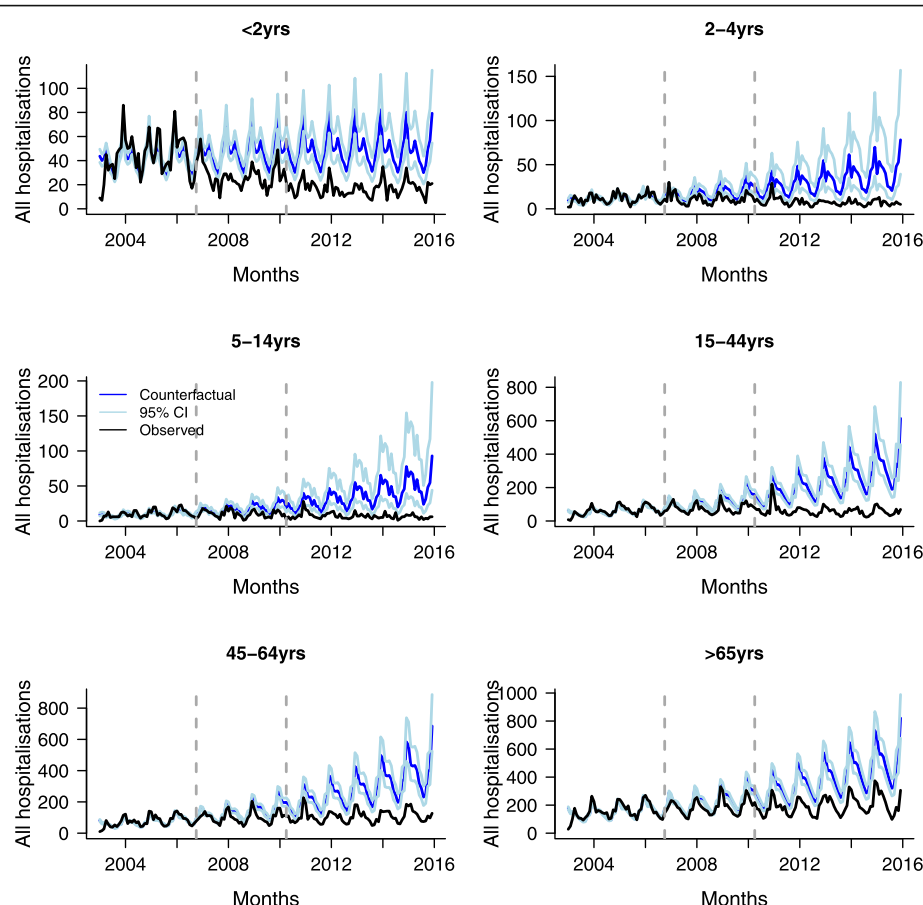 <2yrs
All hospitalisations
100
80
60
40
20
0
2004 2008 2012 2016
Months
2−4yrs
All hospitalisations
150
100
50
0
2004 2008 2012 2016
Months
5−14yrs
All hospitalisations
200
150
100
50
0
Counterfactual
95% CI
Observed
2004 2008 2012 2016
Months
15−44yrs
All hospitalisations
800
600
400
200
0
2004 2008 2012 2016
Months
45−64yrs
All hospitalisations
800
600
400
200
0
2004 2008 2012 2016
Months
>65yrs
All hospitalisations
1000
800
600
400
200
0
2004 2008 2012 2016
Months